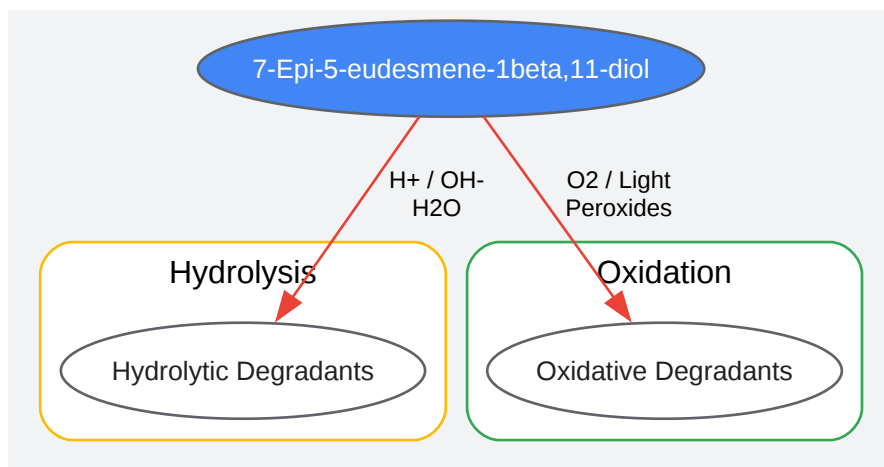 7-Epi-5-eudesmene-1beta,11-diol
H+ / OH-
H2O
O2 / Light
Peroxides
Hydrolysis
Oxidation
Hydrolytic Degradants
Oxidative Degradants